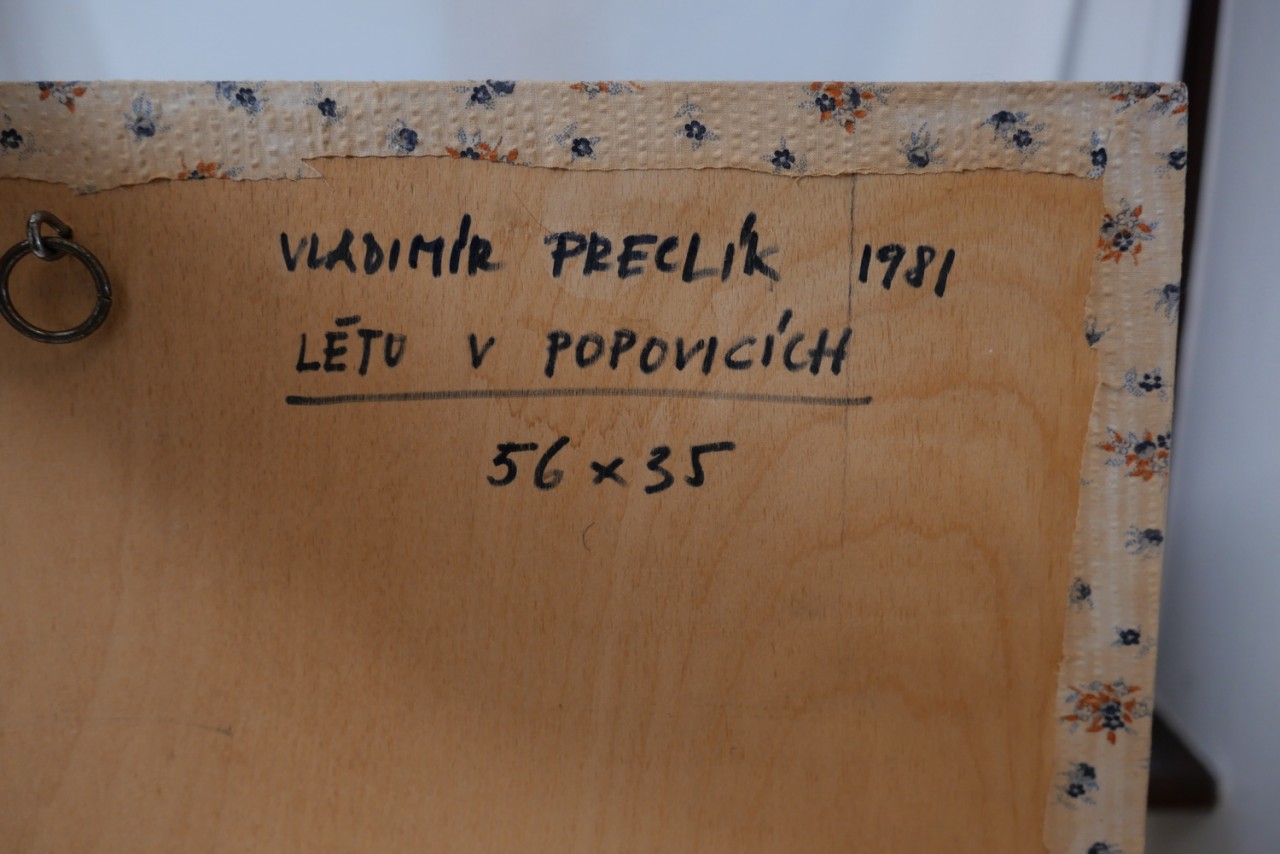 VLADIMÍR PRECLÍK 1981
LÉTO V POPOVICÍCH
56 x 35